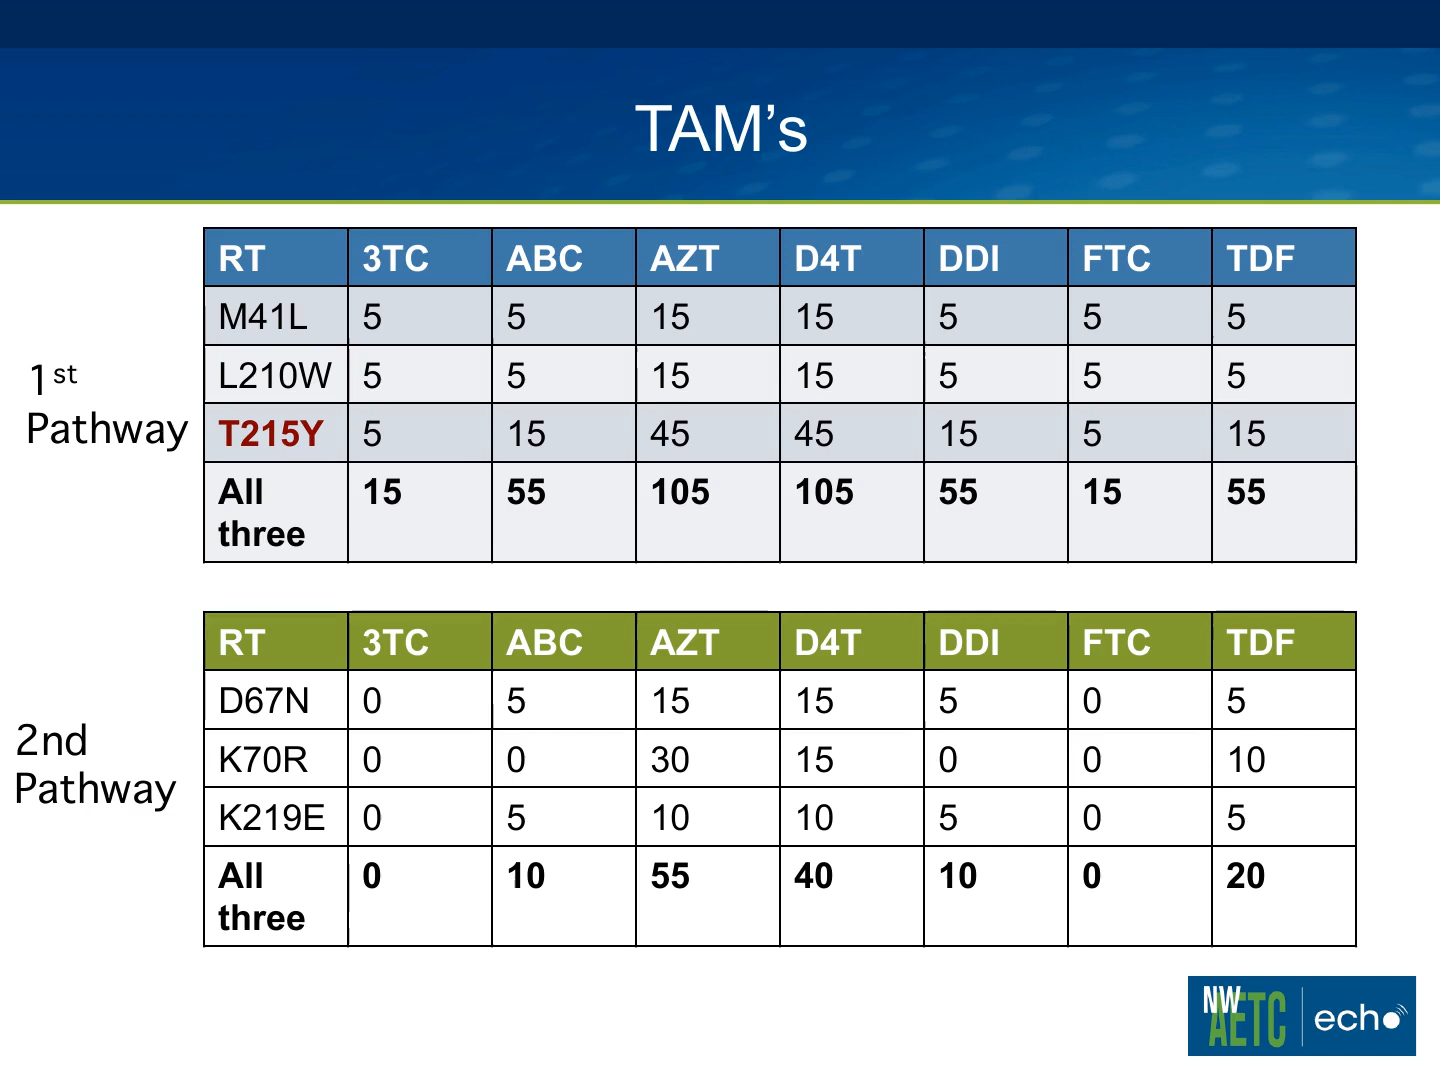 TAM’s
RT 3TC ABC AZT D4T DDI FTC TDF
M41L 5 5 15 15 5 5 5
L210W 5 5 15 15 5 5 5
T215Y 5 15 45 45 15 5 15
All three 15 55 105 105 55 15 55
1st
Pathway
RT 3TC ABC AZT D4T DDI FTC TDF
D67N 0 5 15 15 5 0 5
K70R 0 0 30 15 0 0 10
K219E 0 5 10 10 5 0 5
All three 0 10 55 40 10 0 20
2nd
Pathway
NW
AETC echo